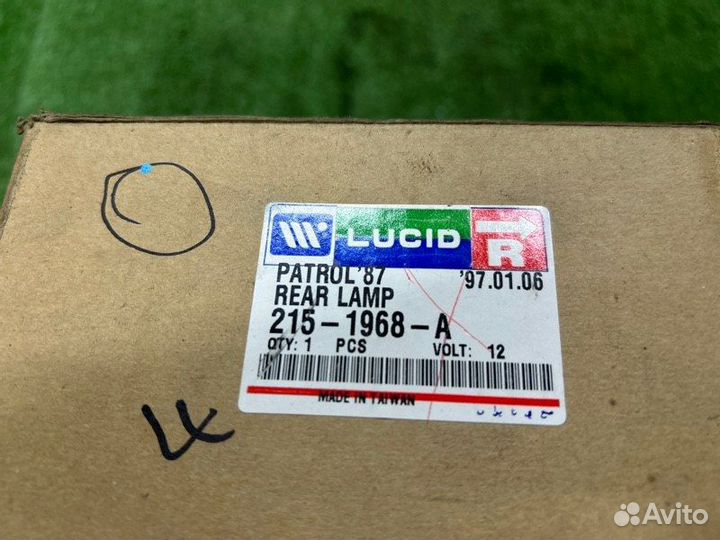 LUCID R
PATROL'87 '97.01.06
REAR LAMP
215-1968-A
QTY: 1 PCS VOLT: 12
MADE IN TAIWAN
Avito